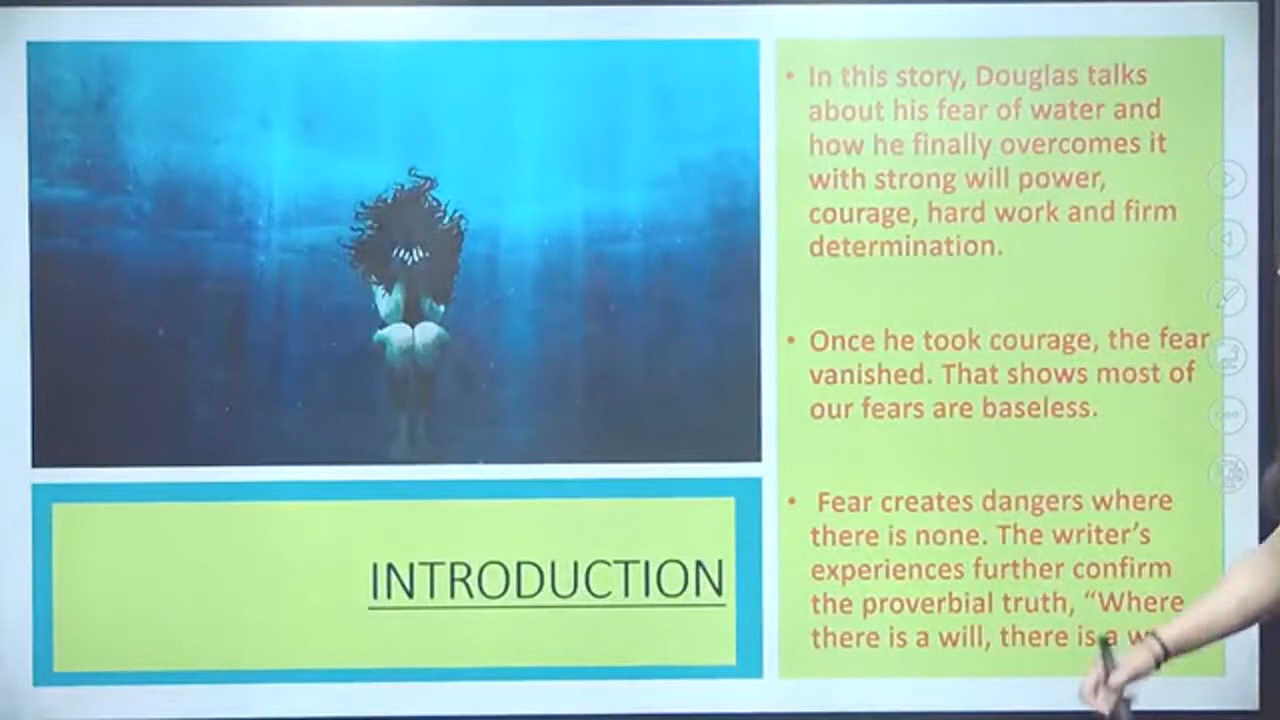 • In this story, Douglas talks
about his fear of water and
how he finally overcomes it
with strong will power,
courage, hard work and firm
determination.
• Once he took courage, the fear
vanished. That shows most of
our fears are baseless.
• Fear creates dangers where
there is none. The writer's
experiences further confirm
the proverbial truth, “Where
there is a will, there is a
INTRODUCTION